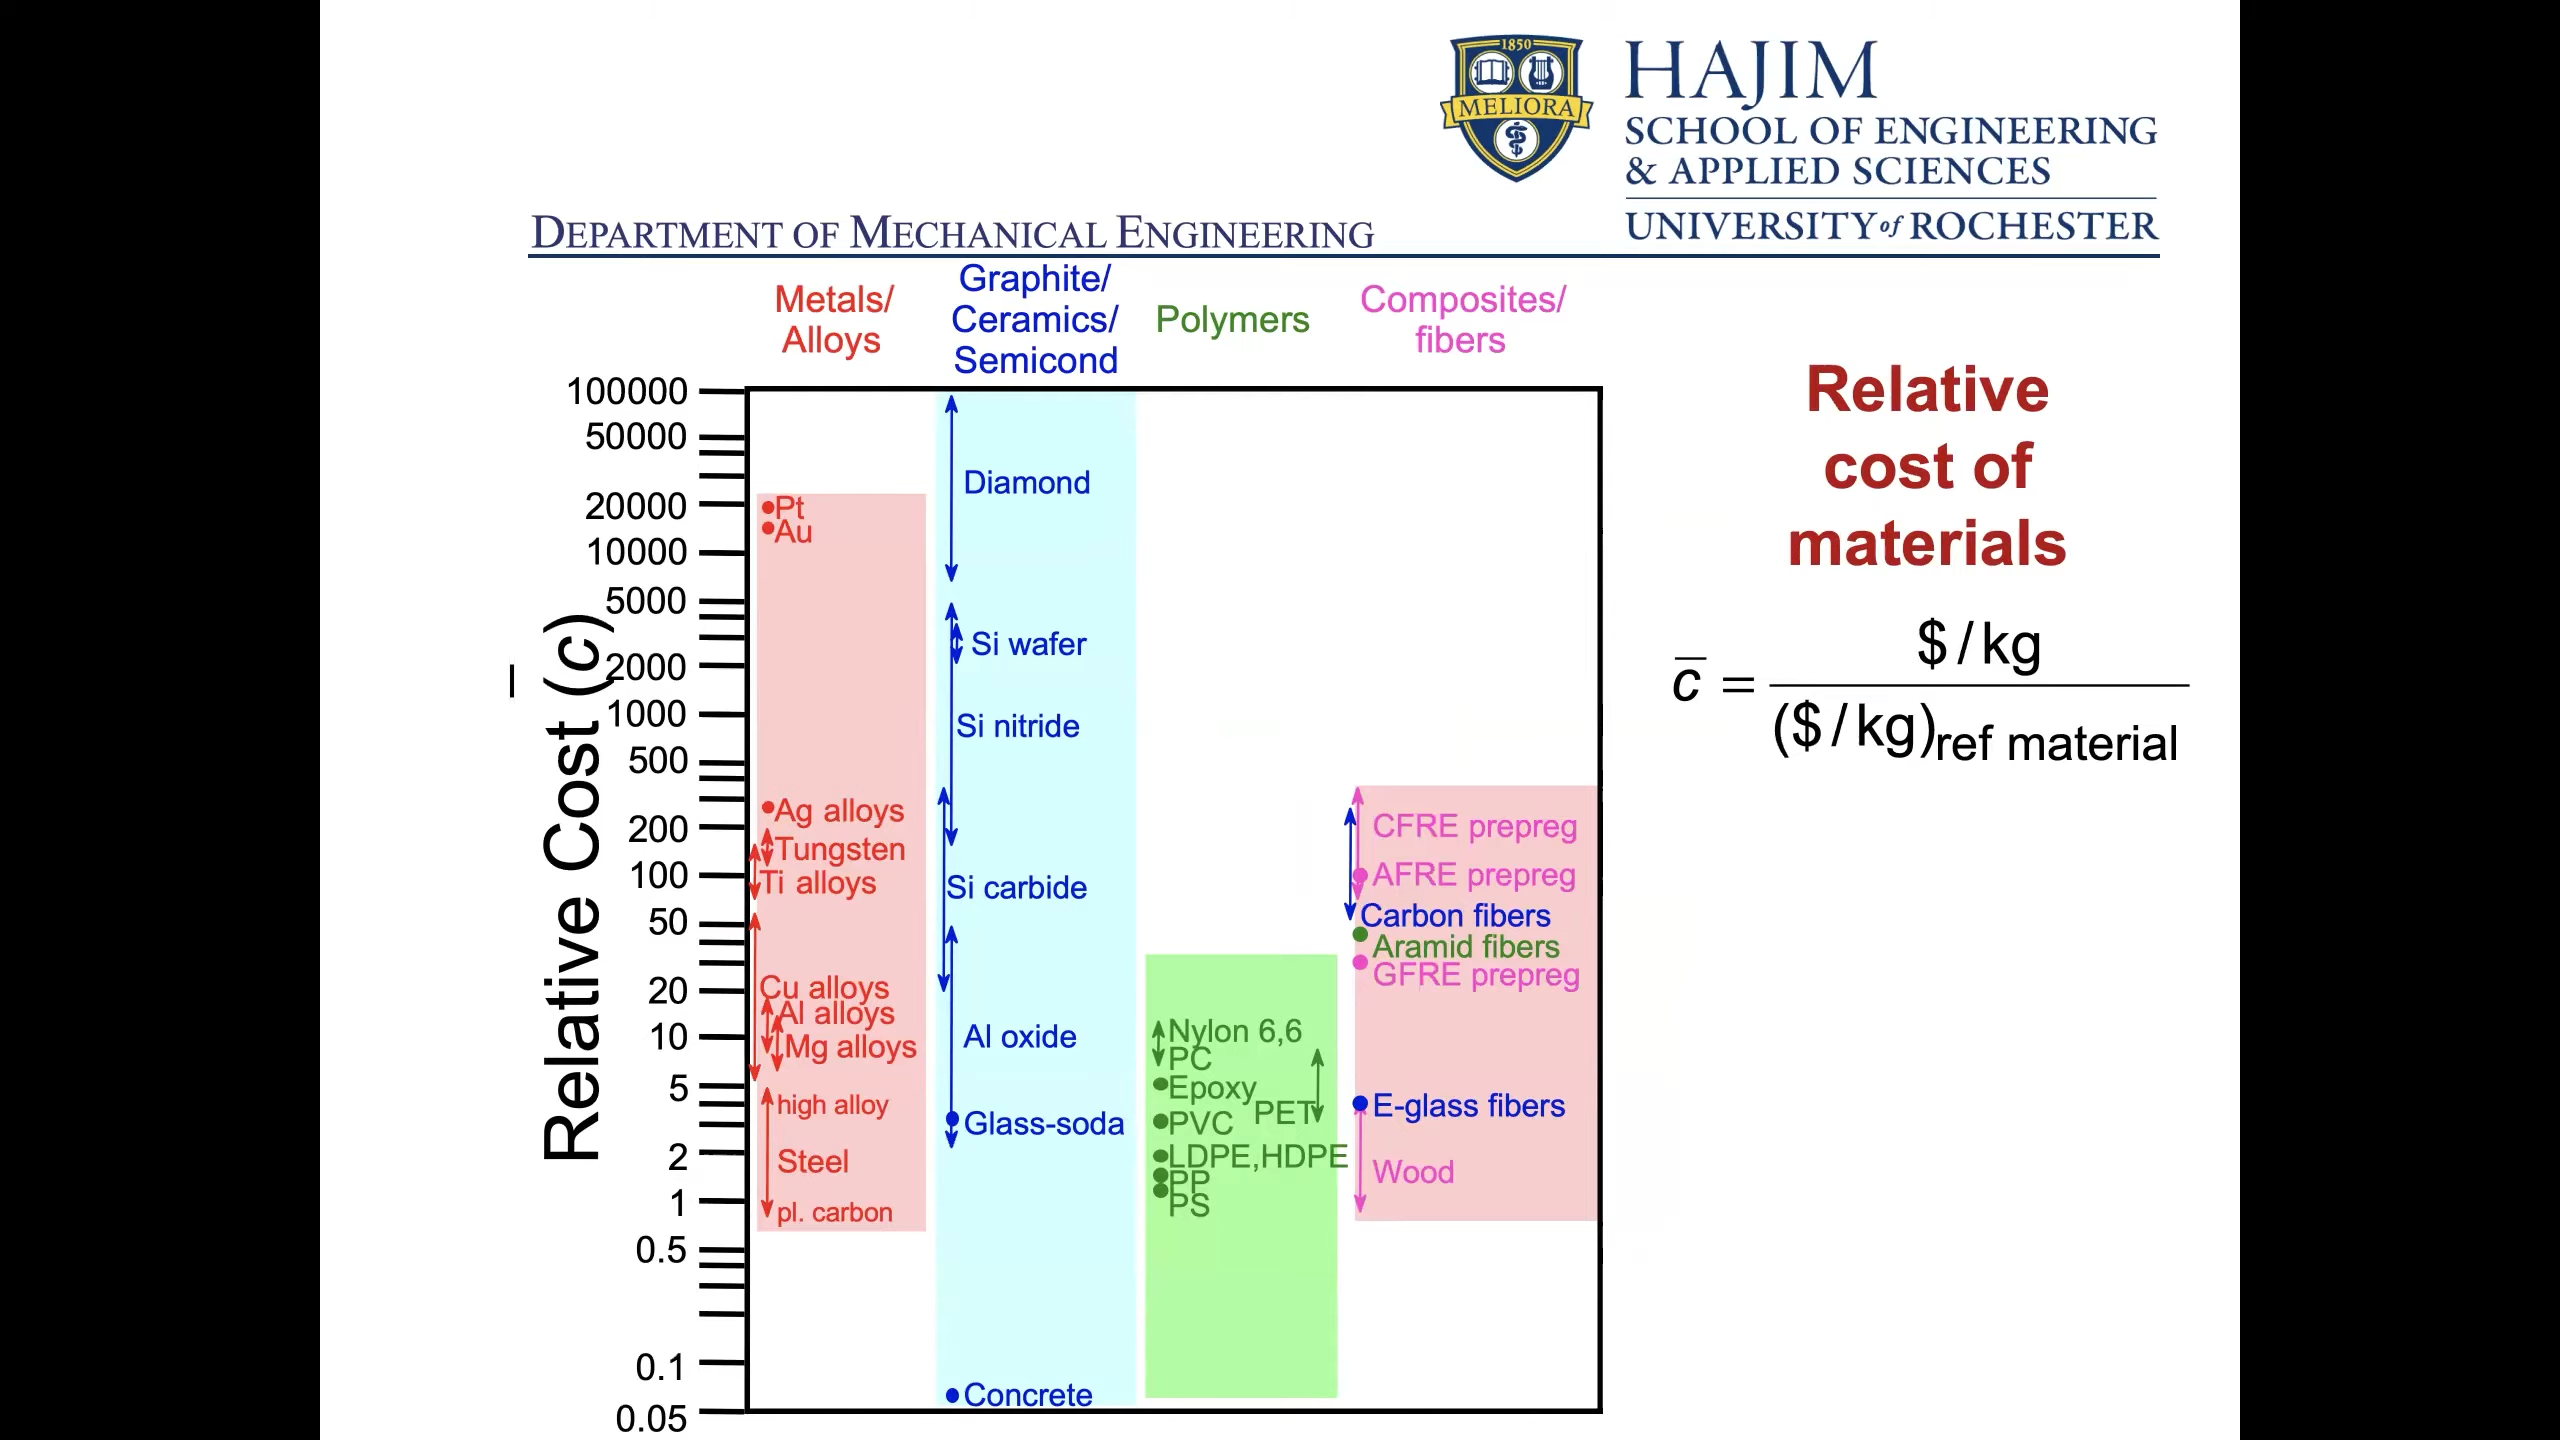 1850
MELIORA
HAJIM
SCHOOL OF ENGINEERING
& APPLIED SCIENCES
UNIVERSITY of ROCHESTER
DEPARTMENT OF MECHANICAL ENGINEERING
Metals/
Alloys
Graphite/
Ceramics/
Semicond
Polymers
Composites/
fibers
Relative Cost (c̅)
100000
50000
20000
10000
5000
2000
1000
500
200
100
50
20
10
5
2
1
0.5
0.1
0.05
Pt
Au
Ag alloys
Tungsten
Ti alloys
Cu alloys
Al alloys
Mg alloys
high alloy
Steel
pl. carbon
Diamond
Si wafer
Si nitride
Si carbide
Al oxide
Glass-soda
Concrete
Nylon 6,6
PC
Epoxy
PET
PVC
LDPE,HDPE
PP
PS
CFRE prepreg
AFRE prepreg
Carbon fibers
Aramid fibers
GFRE prepreg
E-glass fibers
Wood
Relative
cost of
materials
$/kg
c̅ =
($/kg)ref material